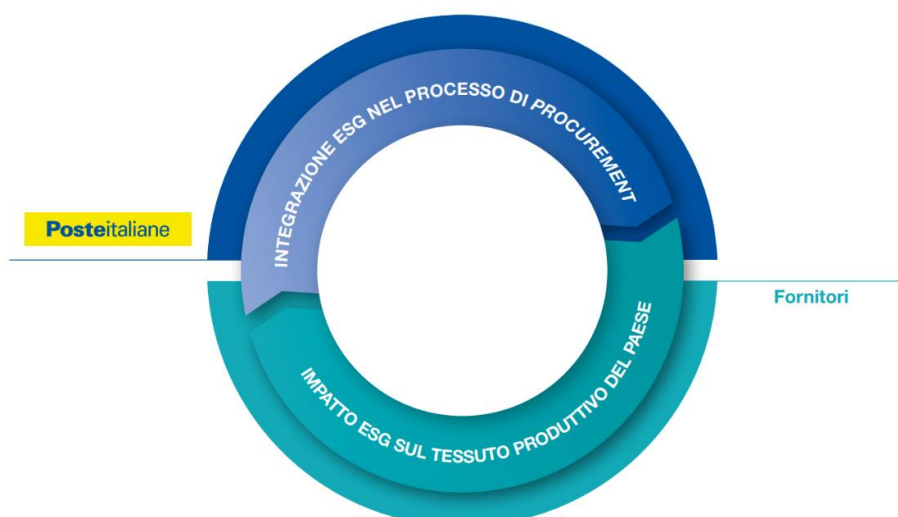 INTEGRAZIONE ESG NEL PROCESSO DI PROCUREMENT
Posteitaliane
Fornitori
IMPATTO ESG SUL TESSUTO PRODUTTIVO DEL PAESE